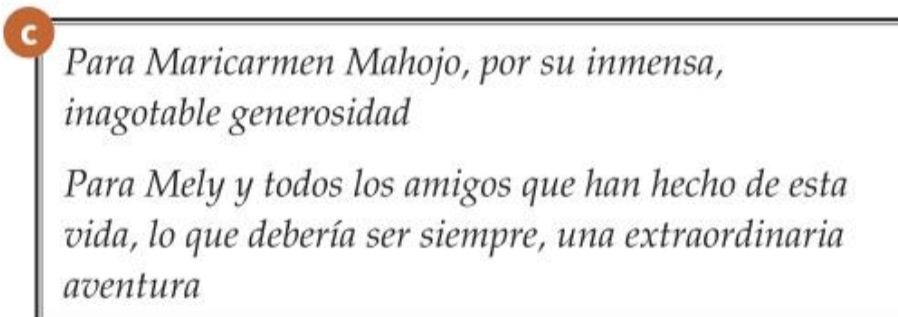 C
Para Maricarmen Mahojo, por su inmensa,
inagotable generosidad
Para Mely y todos los amigos que han hecho de esta
vida, lo que debería ser siempre, una extraordinaria
aventura